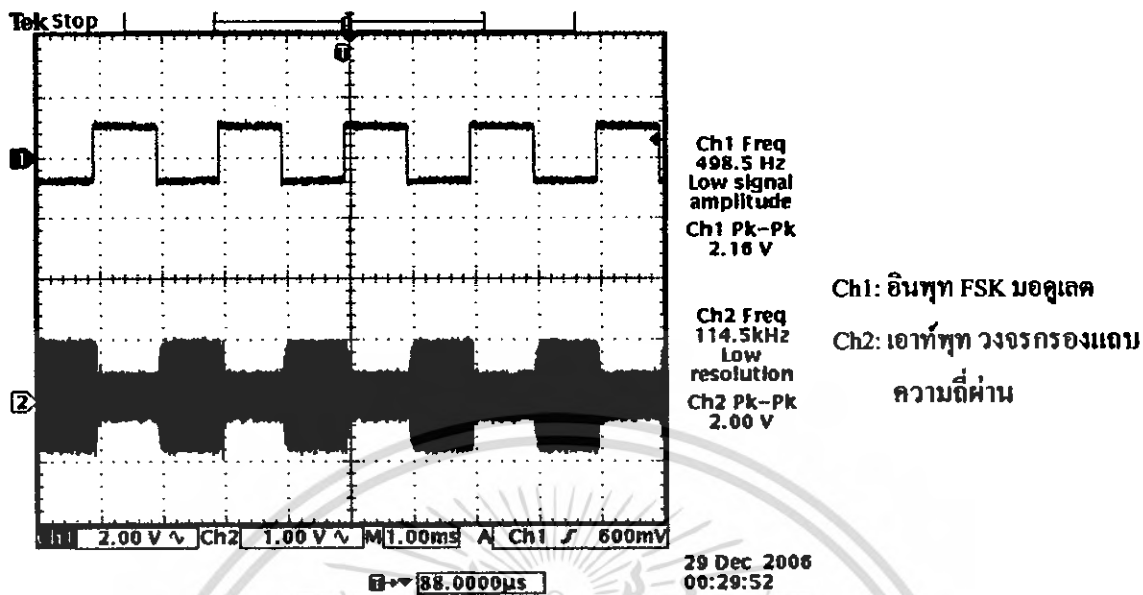 Tek Stop
T
1
Ch1 Freq
498.5 Hz
Low signal
amplitude
Ch1 Pk-Pk
2.16 V
Ch1: อินพุท FSK มอดูเลต
Ch2 Freq
114.5kHz
Low
resolution
Ch2 Pk-Pk
2.00 V
Ch2: เอาท์พุท วงจรกรองแถบ
ความถี่ผ่าน
2
Ch1 2.00 V ∿ Ch2 1.00 V ∿ M 1.00ms A Ch1 ∫ 600mV
T→▾ 88.0000µs
29 Dec 2006
00:29:52